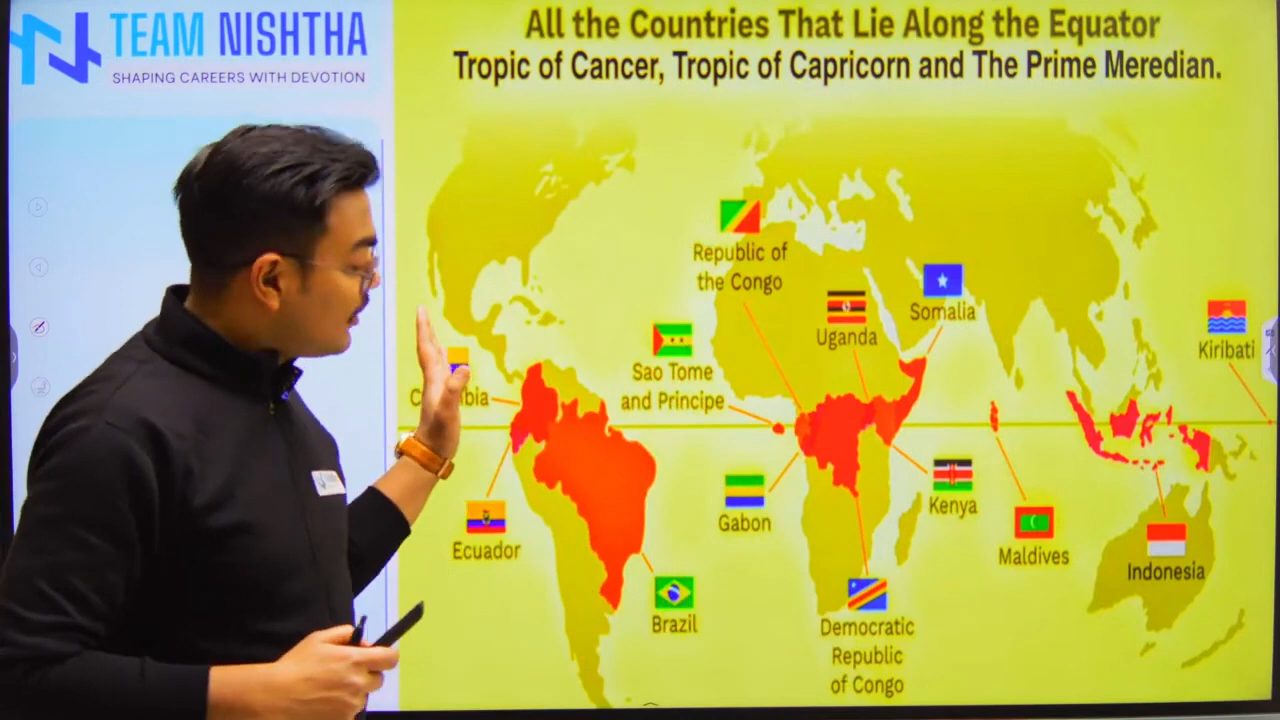 TEAM NISHTHA
SHAPING CAREERS WITH DEVOTION
All the Countries That Lie Along the Equator
Tropic of Cancer, Tropic of Capricorn and The Prime Meredian.
Republic of
the Congo
Somalia
Uganda
Kiribati
Sao Tome
and Principe
Gabon
Kenya
Ecuador
Maldives
Indonesia
Brazil
Democratic
Republic
of Congo